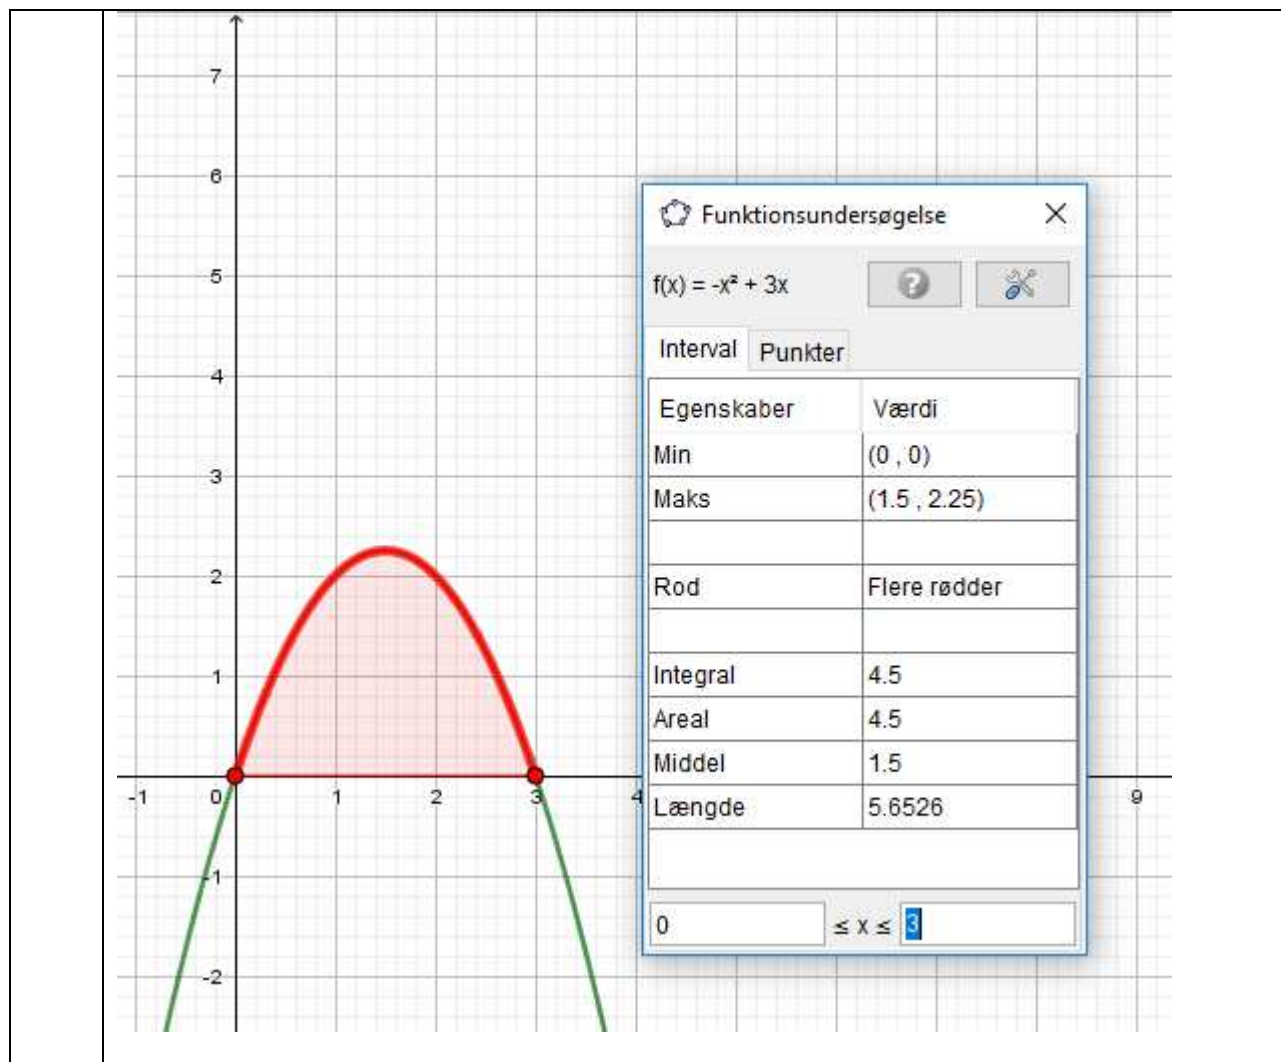 7
6
5
4
3
2
1
-1
0
1
2
3
4
9
-1
-2
Funktionsundersøgelse
f(x) = -x² + 3x
Interval Punkter
Egenskaber Værdi
Min (0 , 0)
Maks (1.5 , 2.25)
Rod Flere rødder
Integral 4.5
Areal 4.5
Middel 1.5
Længde 5.6526
0 ≤ x ≤ 3